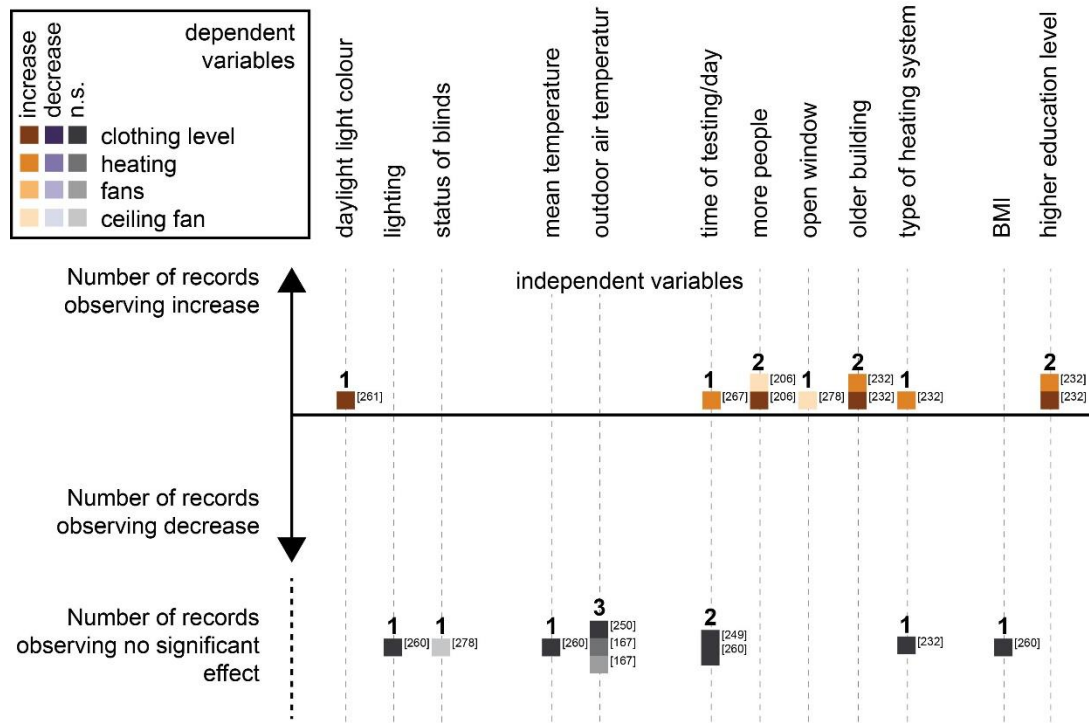 dependent
variables
increase
decrease
n.s.
clothing level
heating
fans
ceiling fan
daylight light colour
lighting
status of blinds
mean temperature
outdoor air temperatur
time of testing/day
more people
open window
older building
type of heating system
BMI
higher education level
Number of records
observing increase
independent variables
1
[261]
1
[267]
2
[206]
[206]
1
[278]
2
[232]
[232]
1
[232]
2
[232]
[232]
Number of records
observing decrease
Number of records
observing no significant
effect
1
[260]
1
[278]
1
[260]
3
[250]
[167]
[167]
2
[249]
[260]
1
[232]
1
[260]